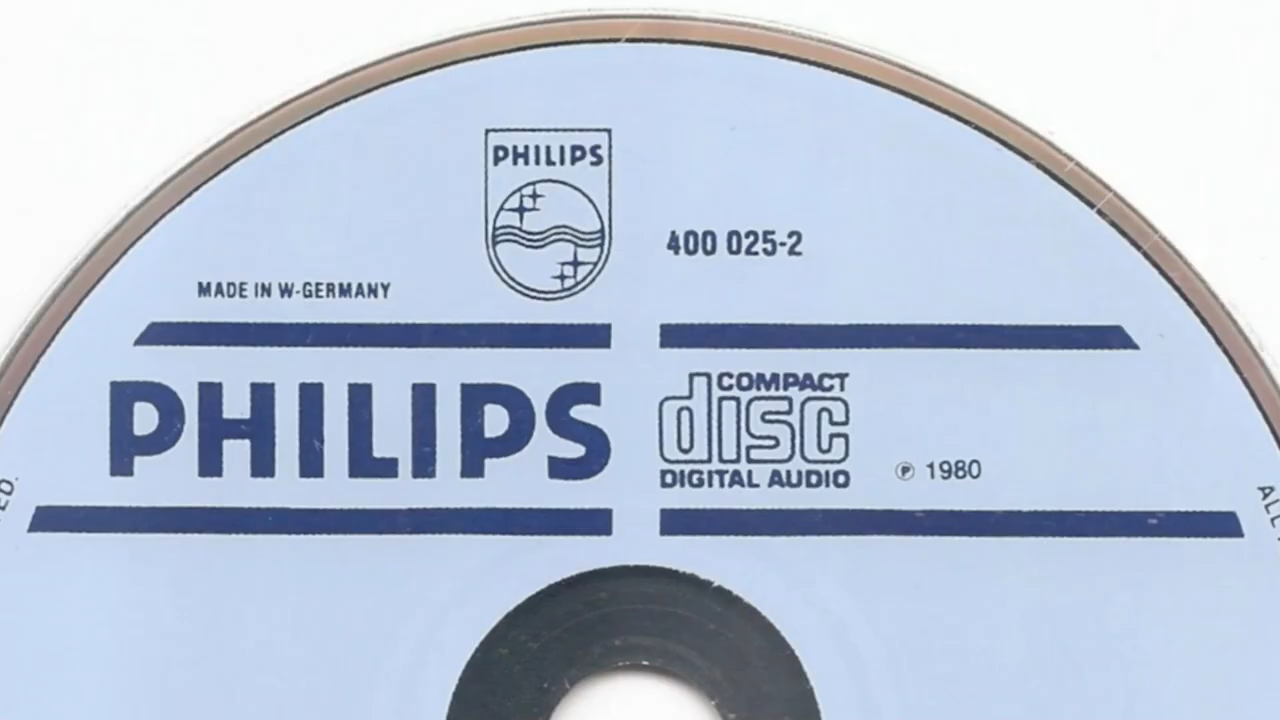 PHILIPS
400 025-2
MADE IN W-GERMANY
PHILIPS
COMPACT
disc
DIGITAL AUDIO
℗ 1980